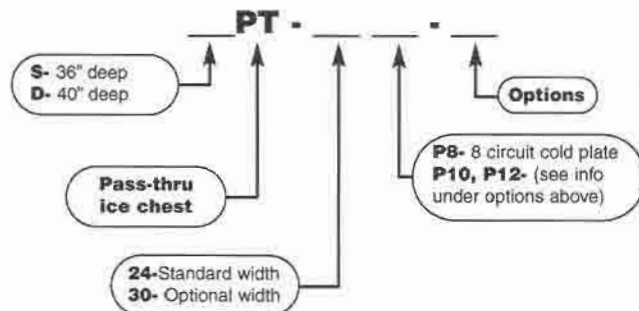 __PT - __ __ - __
S- 36" deep
D- 40" deep
Options
P8- 8 circuit cold plate
P10, P12- (see info
under options above)
Pass-thru
ice chest
24-Standard width
30- Optional width